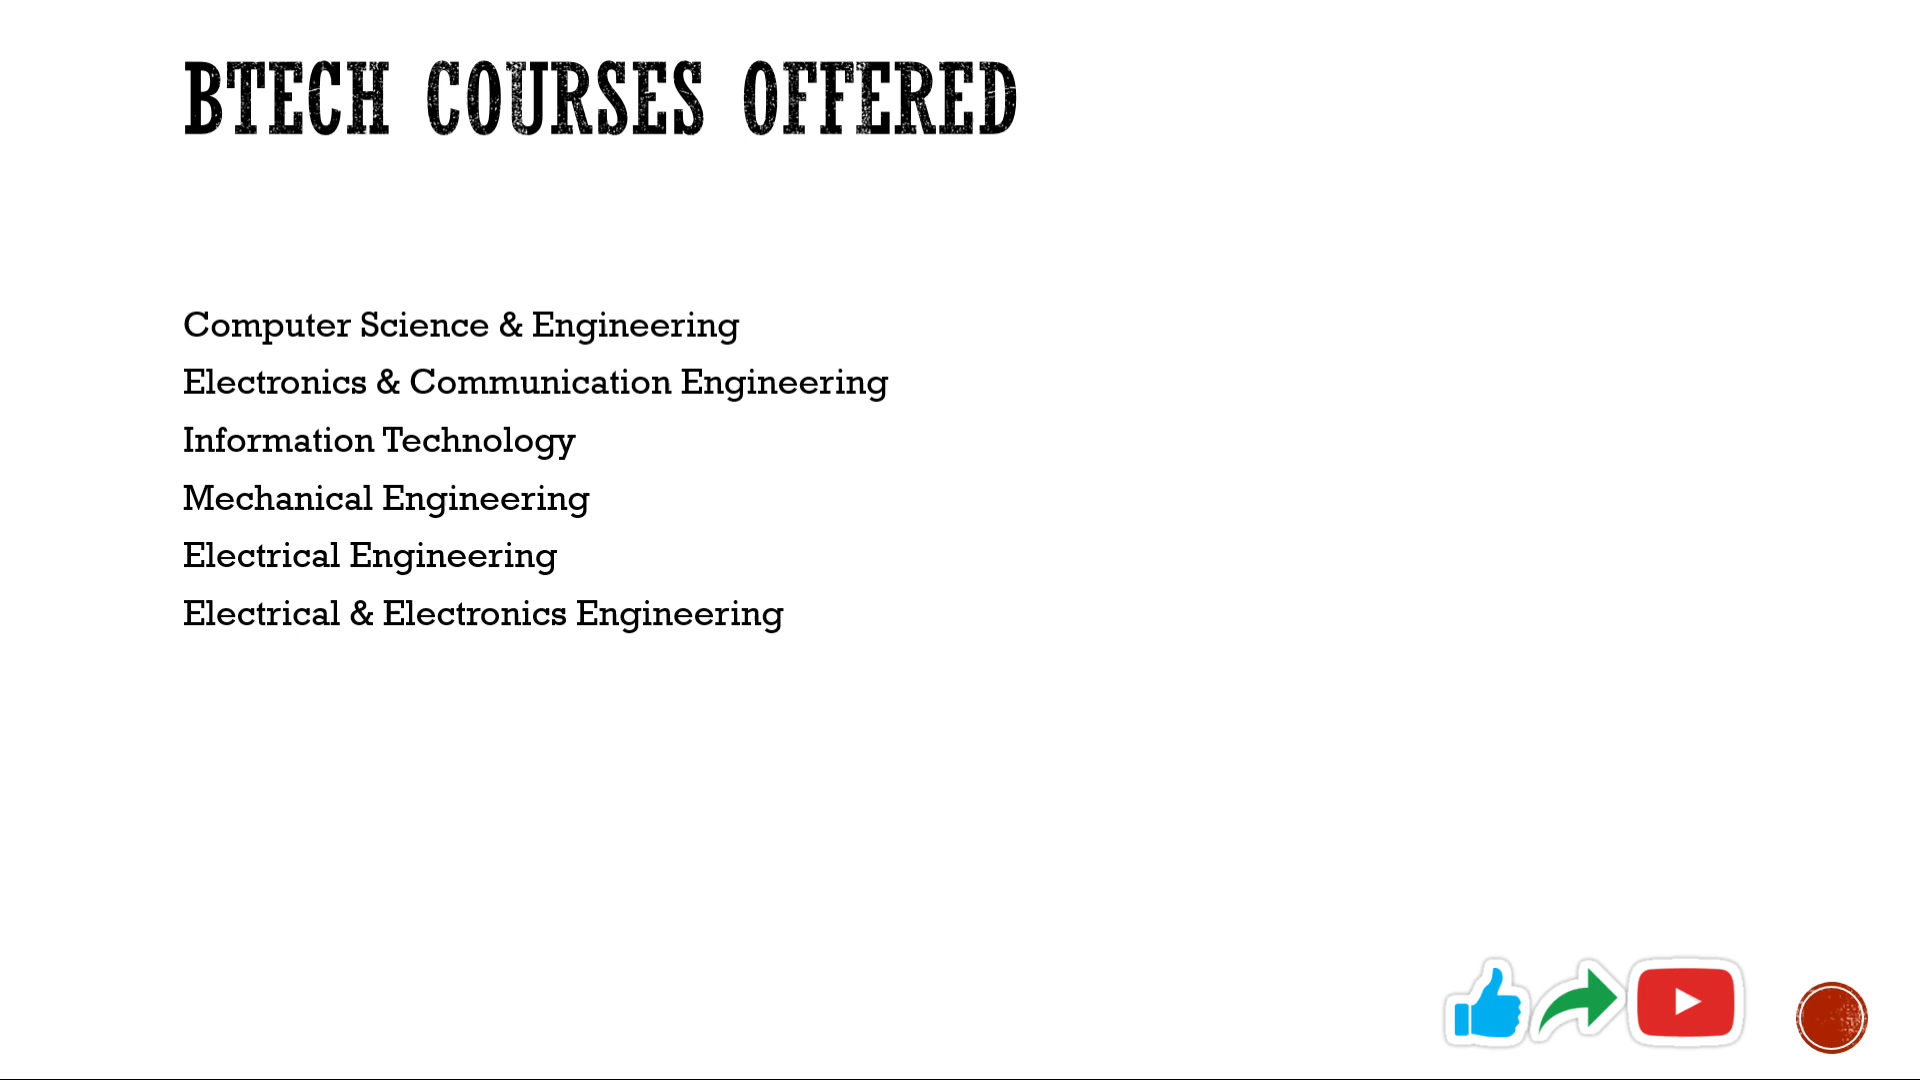 BTECH COURSES OFFERED
Computer Science & Engineering
Electronics & Communication Engineering
Information Technology
Mechanical Engineering
Electrical Engineering
Electrical & Electronics Engineering